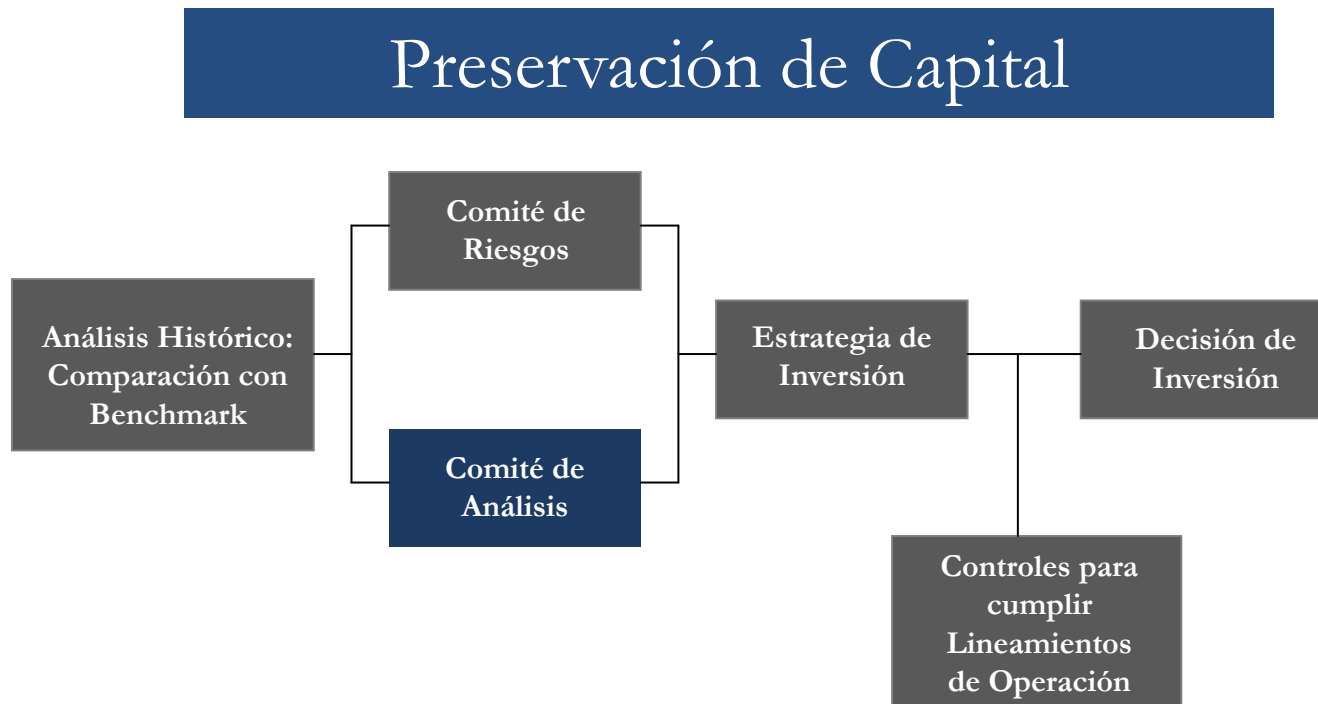 Preservación de Capital
Comité de
Riesgos
Análisis Histórico:
Comparación con
Benchmark
Estrategia de
Inversión
Decisión de
Inversión
Comité de
Análisis
Controles para
cumplir
Lineamientos
de Operación